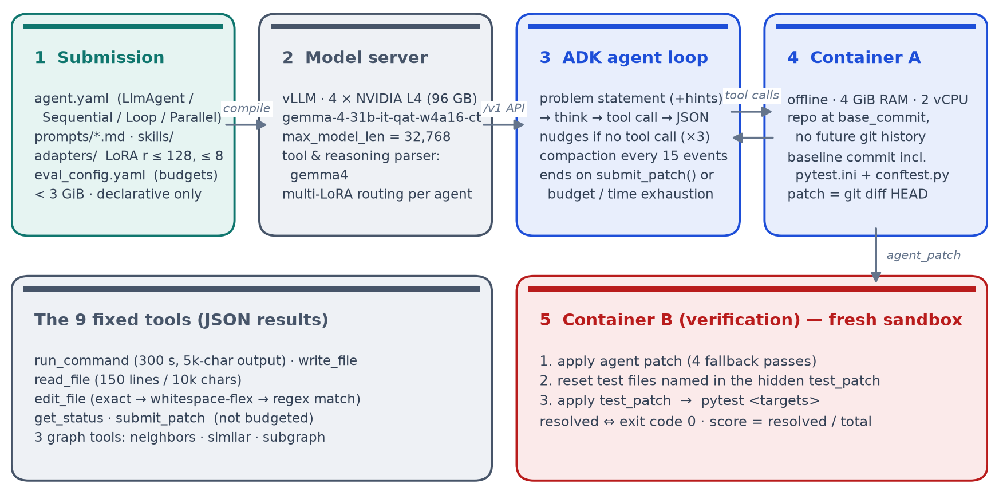 1  Submission
agent.yaml  (LlmAgent /
Sequential / Loop / Parallel)
prompts/*.md · skills/
adapters/  LoRA r ≤ 128, ≤ 8
eval_config.yaml  (budgets)
< 3 GiB · declarative only
compile
2  Model server
vLLM · 4 × NVIDIA L4 (96 GB)
gemma-4-31b-it-qat-w4a16-ct
max_model_len = 32,768
tool & reasoning parser:
gemma4
multi-LoRA routing per agent
/v1 API
3  ADK agent loop
problem statement (+hints)
→ think → tool call → JSON
nudges if no tool call (×3)
compaction every 15 events
ends on submit_patch() or
budget / time exhaustion
tool calls
4  Container A
offline · 4 GiB RAM · 2 vCPU
repo at base_commit,
no future git history
baseline commit incl.
pytest.ini + conftest.py
patch = git diff HEAD
agent_patch
The 9 fixed tools (JSON results)
run_command (300 s, 5k-char output) · write_file
read_file (150 lines / 10k chars)
edit_file (exact → whitespace-flex → regex match)
get_status · submit_patch  (not budgeted)
3 graph tools: neighbors · similar · subgraph
5  Container B (verification) — fresh sandbox
1. apply agent patch (4 fallback passes)
2. reset test files named in the hidden test_patch
3. apply test_patch  →  pytest <targets>
resolved ⇔ exit code 0 · score = resolved / total